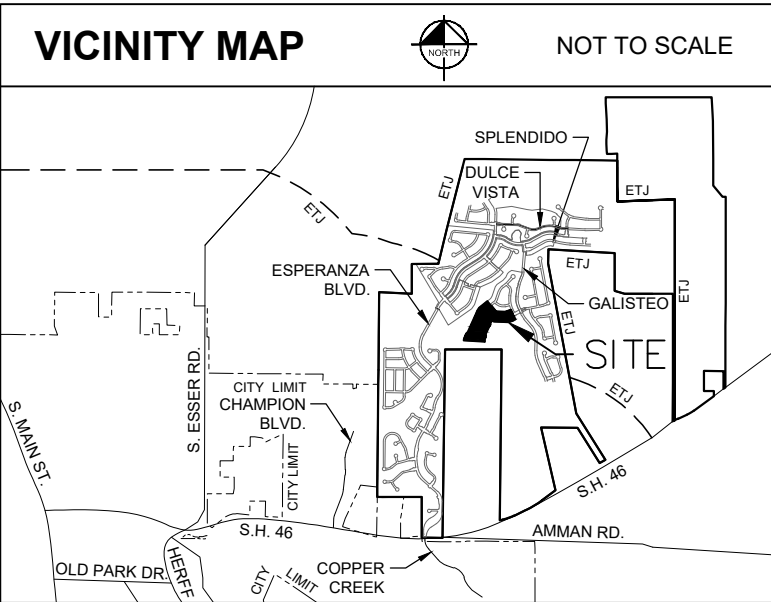 VICINITY MAP
NORTH
NOT TO SCALE
SPLENDIDO
DULCE
VISTA
ETJ
ETJ
ETJ
ETJ
ESPERANZA
BLVD.
GALISTEO
ETJ
ETJ
SITE
S. ESSER RD.
CITY LIMIT
CHAMPION
BLVD.
ETJ
S. MAIN ST.
CITY LIMIT
S.H. 46
S.H. 46
AMMAN RD.
OLD PARK DR.
HERFF
CITY
LIMIT
COPPER
CREEK